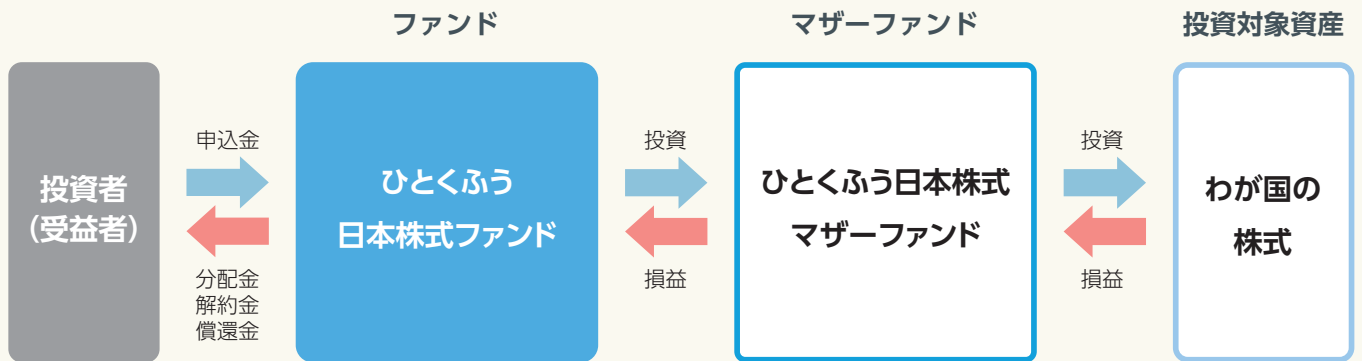 ファンド
マザーファンド
投資対象資産
投資者
(受益者)
申込金
分配金
解約金
償還金
ひとくふう
日本株式ファンド
投資
損益
ひとくふう日本株式
マザーファンド
投資
損益
わが国の
株式